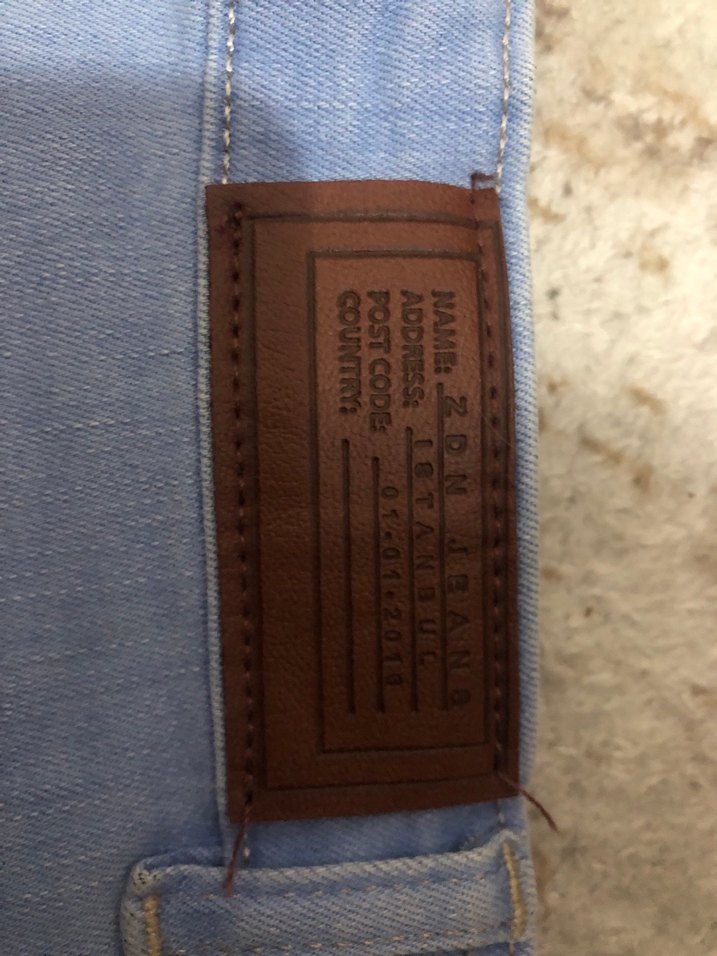 NAME: ZDN JEANS
ADDRESS: ISTANBUL
POST CODE: 01-01-2018
COUNTRY: